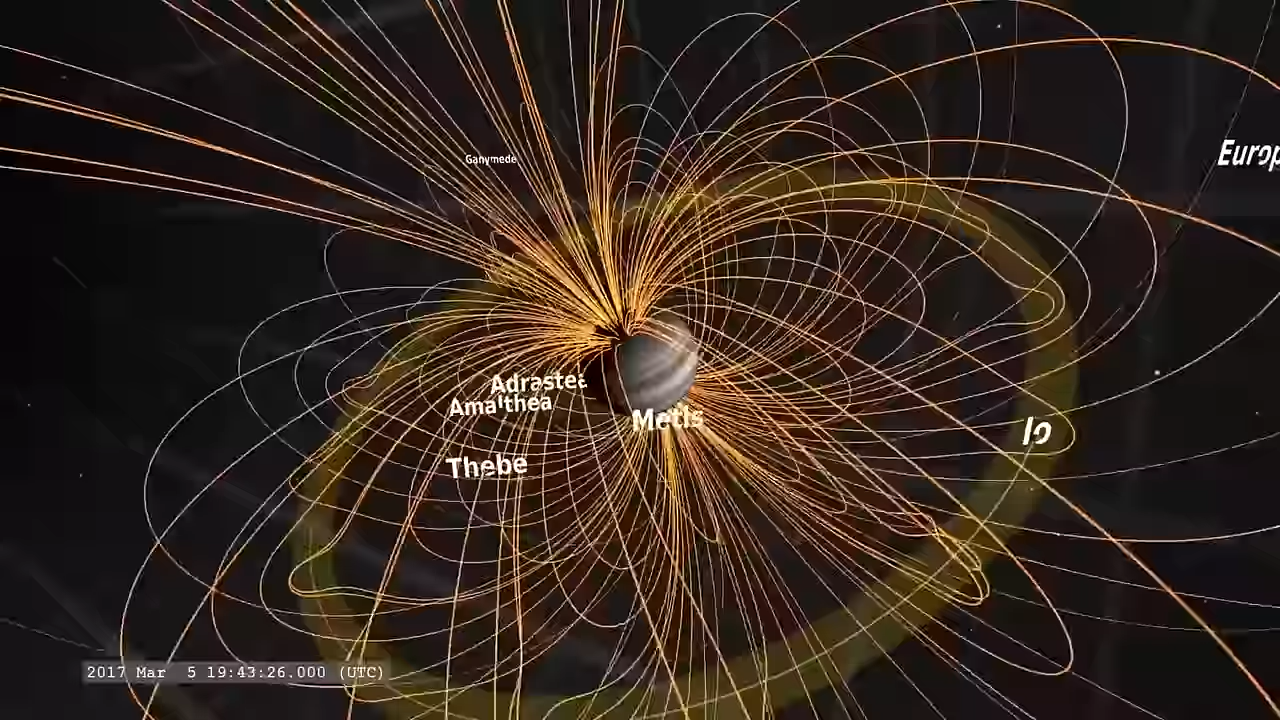 Ganymede
Europ
Adrastea
Amalthea
Metis
Io
Thebe
2017 Mar  5 19:43:26.000 (UTC)